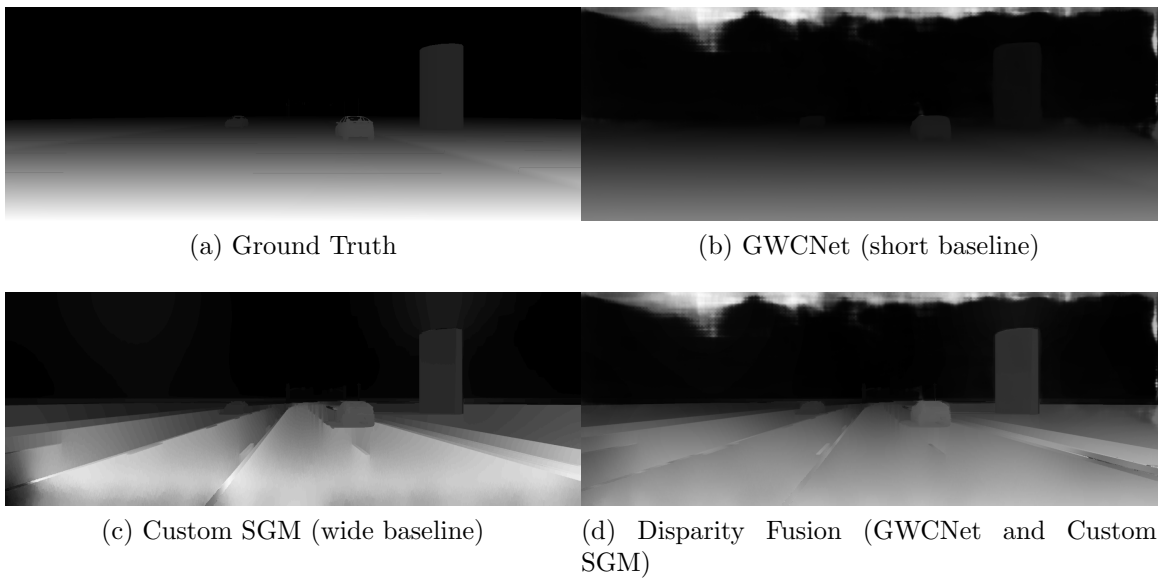 (a) Ground Truth
(b) GWCNet (short baseline)
(c) Custom SGM (wide baseline)
(d) Disparity Fusion (GWCNet and Custom
SGM)